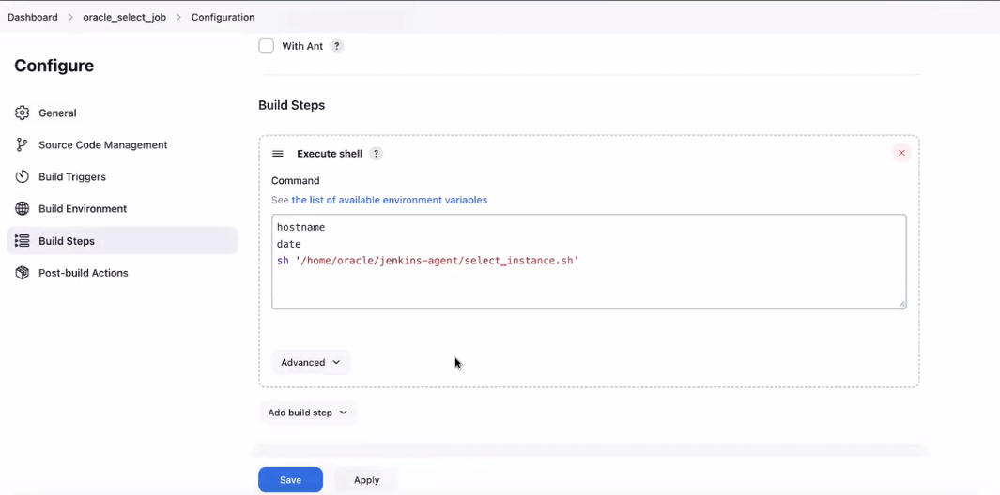 Dashboard > oracle_select_job > Configuration
Configure
General
Source Code Management
Build Triggers
Build Environment
Build Steps
Post-build Actions
With Ant ?
Build Steps
Execute shell ?
Command
See the list of available environment variables
hostname
date
sh '/home/oracle/jenkins-agent/select_instance.sh'
Advanced
Add build step
Save Apply